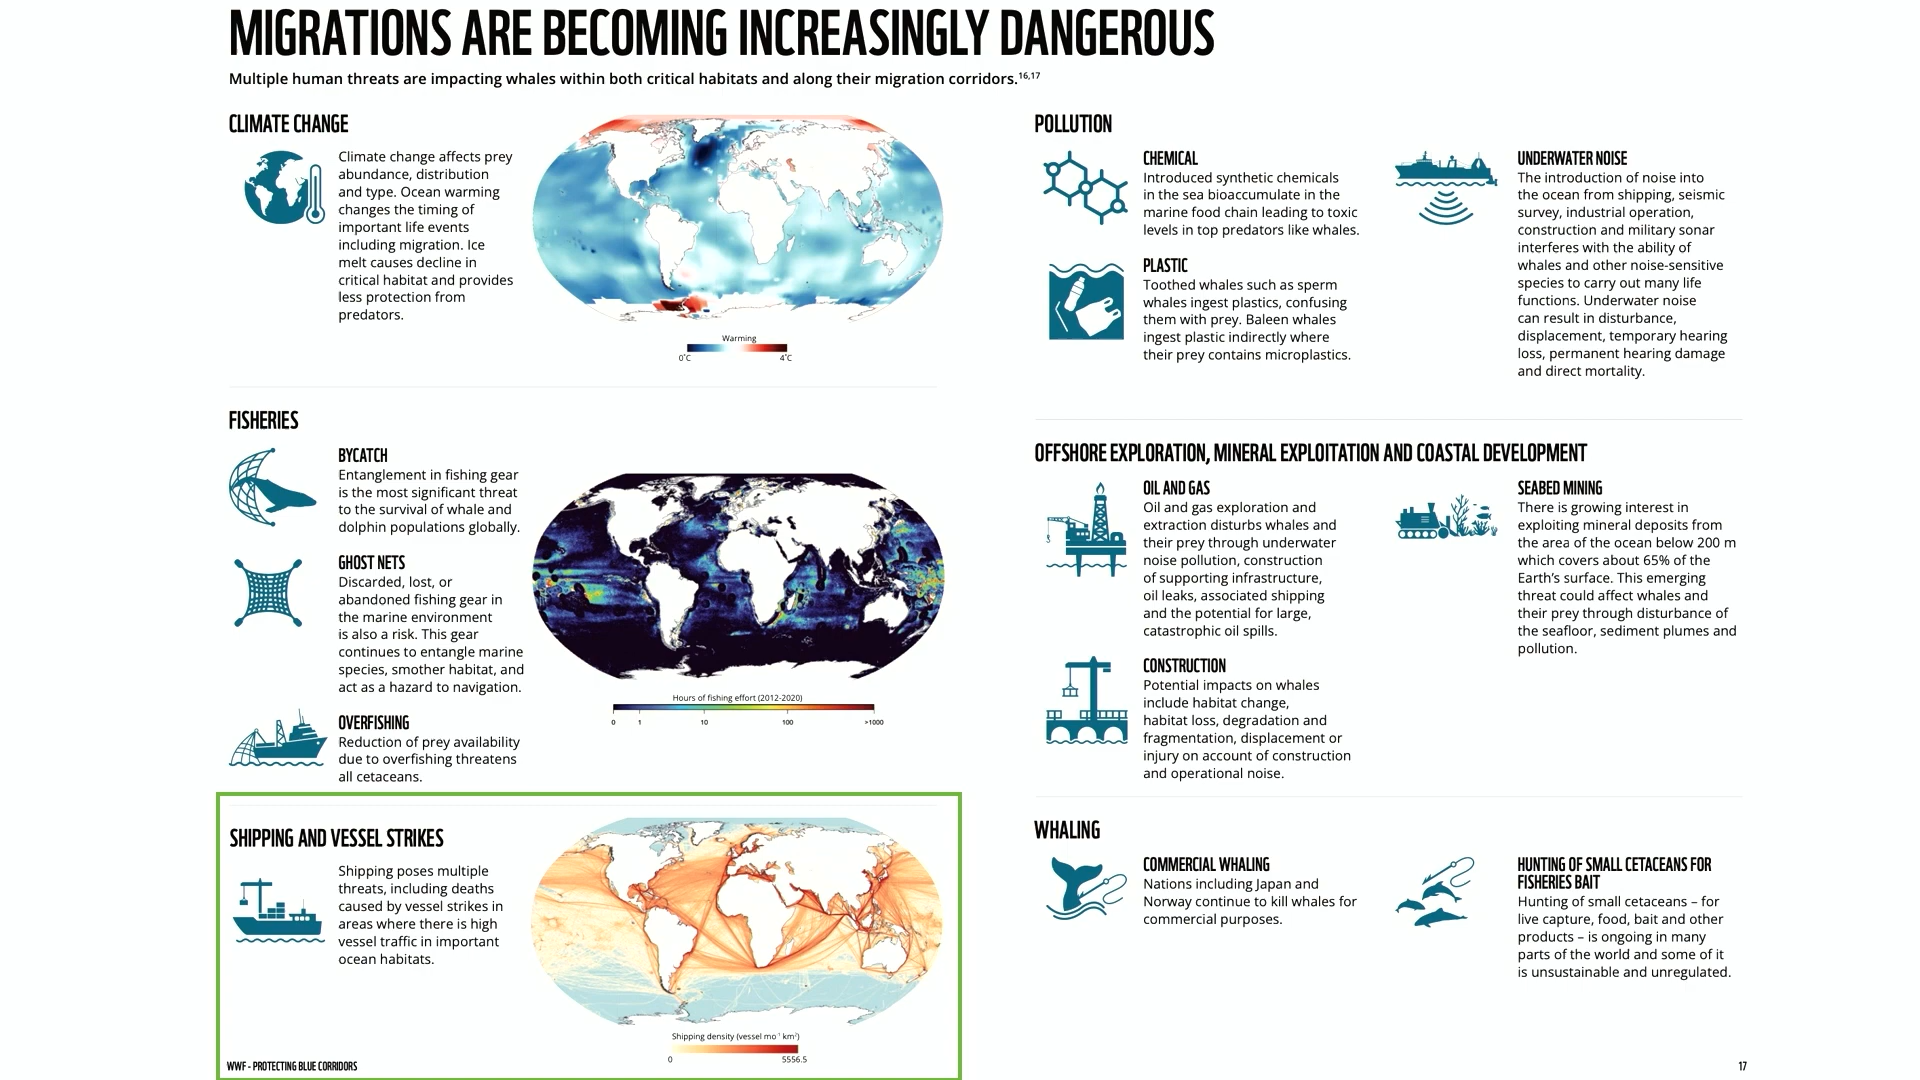 MIGRATIONS ARE BECOMING INCREASINGLY DANGEROUS
Multiple human threats are impacting whales within both critical habitats and along their migration corridors.16,17
CLIMATE CHANGE
Climate change affects prey
abundance, distribution
and type. Ocean warming
changes the timing of
important life events
including migration. Ice
melt causes decline in
critical habitat and provides
less protection from
predators.
Warming
0°C
4°C
FISHERIES
BYCATCH
Entanglement in fishing gear
is the most significant threat
to the survival of whale and
dolphin populations globally.
GHOST NETS
Discarded, lost, or
abandoned fishing gear in
the marine environment
is also a risk. This gear
continues to entangle marine
species, smother habitat, and
act as a hazard to navigation.
OVERFISHING
Reduction of prey availability
due to overfishing threatens
all cetaceans.
Hours of fishing effort (2012-2020)
0 1 10 100 >1000
SHIPPING AND VESSEL STRIKES
Shipping poses multiple
threats, including deaths
caused by vessel strikes in
areas where there is high
vessel traffic in important
ocean habitats.
Shipping density (vessel mo⁻¹ km²)
0 5556.5
WWF - PROTECTING BLUE CORRIDORS
POLLUTION
CHEMICAL
Introduced synthetic chemicals
in the sea bioaccumulate in the
marine food chain leading to toxic
levels in top predators like whales.
PLASTIC
Toothed whales such as sperm
whales ingest plastics, confusing
them with prey. Baleen whales
ingest plastic indirectly where
their prey contains microplastics.
UNDERWATER NOISE
The introduction of noise into
the ocean from shipping, seismic
survey, industrial operation,
construction and military sonar
interferes with the ability of
whales and other noise-sensitive
species to carry out many life
functions. Underwater noise
can result in disturbance,
displacement, temporary hearing
loss, permanent hearing damage
and direct mortality.
OFFSHORE EXPLORATION, MINERAL EXPLOITATION AND COASTAL DEVELOPMENT
OIL AND GAS
Oil and gas exploration and
extraction disturbs whales and
their prey through underwater
noise pollution, construction
of supporting infrastructure,
oil leaks, associated shipping
and the potential for large,
catastrophic oil spills.
CONSTRUCTION
Potential impacts on whales
include habitat change,
habitat loss, degradation and
fragmentation, displacement or
injury on account of construction
and operational noise.
SEABED MINING
There is growing interest in
exploiting mineral deposits from
the area of the ocean below 200 m
which covers about 65% of the
Earth's surface. This emerging
threat could affect whales and
their prey through disturbance of
the seafloor, sediment plumes and
pollution.
WHALING
COMMERCIAL WHALING
Nations including Japan and
Norway continue to kill whales for
commercial purposes.
HUNTING OF SMALL CETACEANS FOR
FISHERIES BAIT
Hunting of small cetaceans – for
live capture, food, bait and other
products – is ongoing in many
parts of the world and some of it
is unsustainable and unregulated.
17